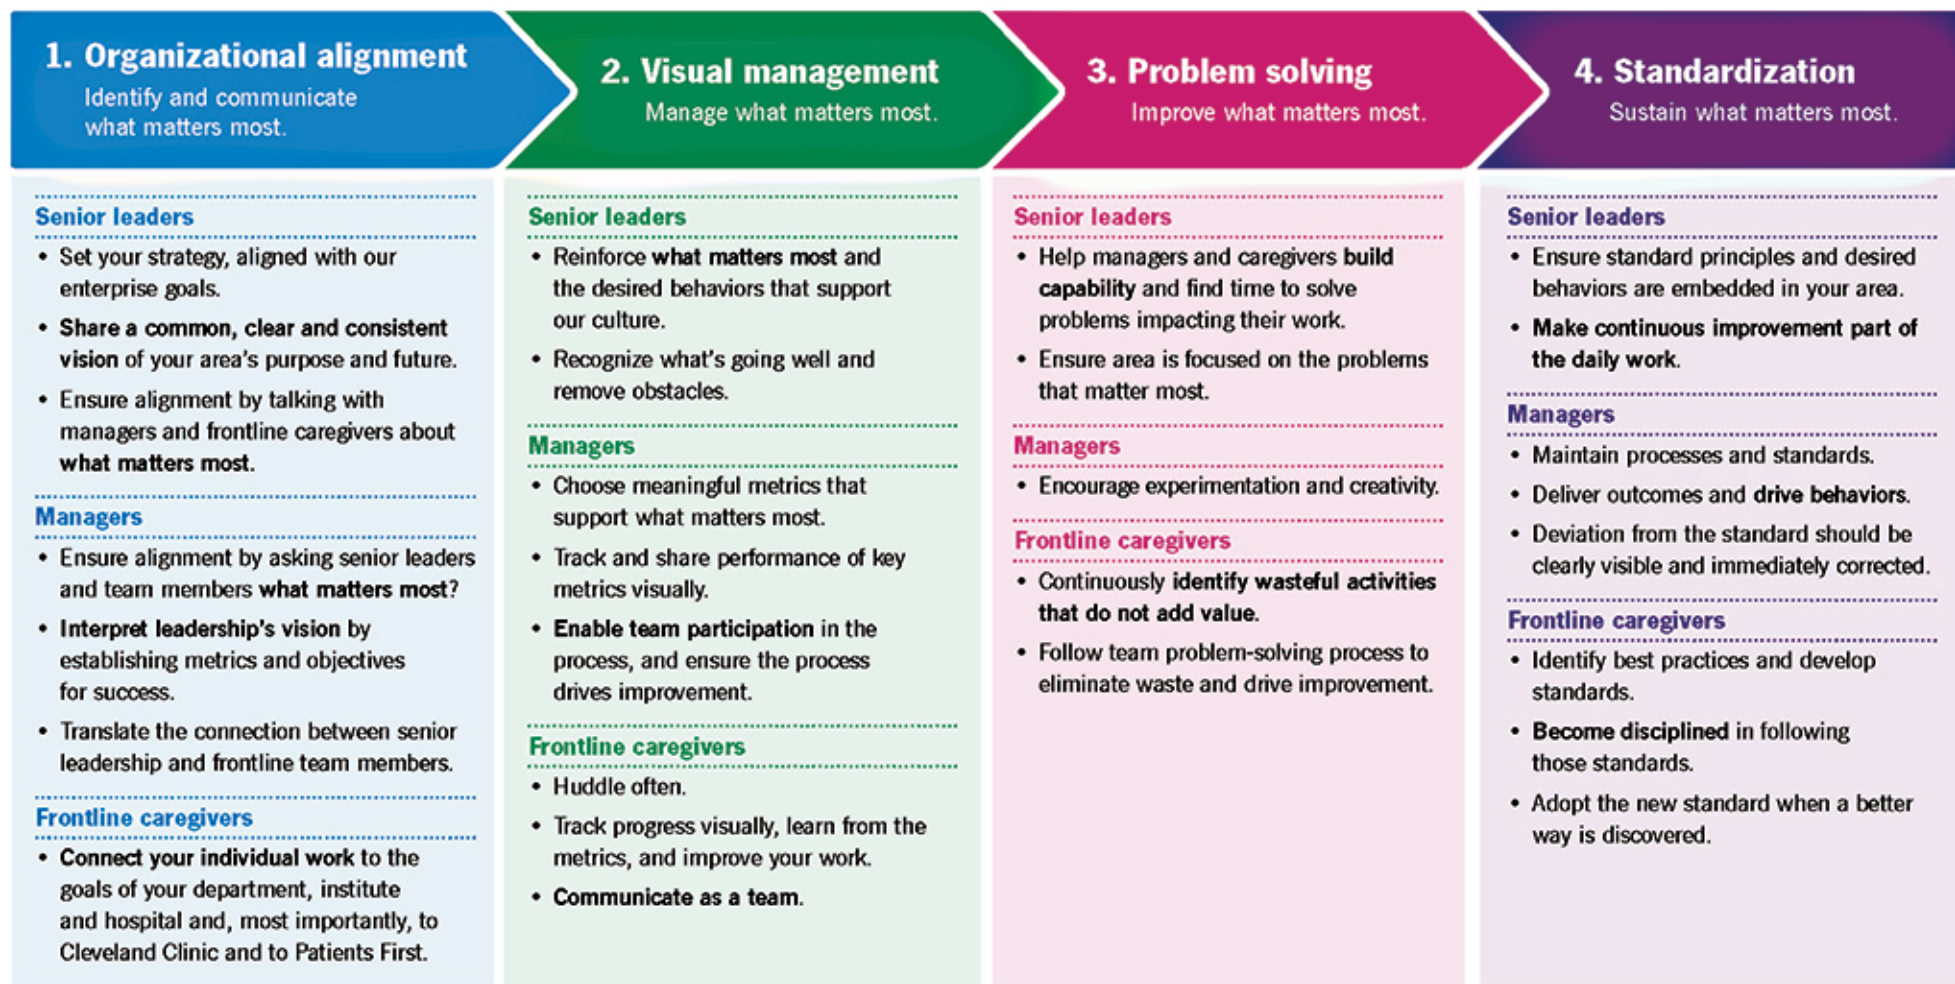 1. Organizational alignment
Identify and communicate
what matters most.
Senior leaders
• Set your strategy, aligned with our
enterprise goals.
• Share a common, clear and consistent
vision of your area's purpose and future.
• Ensure alignment by talking with
managers and frontline caregivers about
what matters most.
Managers
• Ensure alignment by asking senior leaders
and team members what matters most?
• Interpret leadership's vision by
establishing metrics and objectives
for success.
• Translate the connection between senior
leadership and frontline team members.
Frontline caregivers
• Connect your individual work to the
goals of your department, institute
and hospital and, most importantly, to
Cleveland Clinic and to Patients First.
2. Visual management
Manage what matters most.
Senior leaders
• Reinforce what matters most and
the desired behaviors that support
our culture.
• Recognize what's going well and
remove obstacles.
Managers
• Choose meaningful metrics that
support what matters most.
• Track and share performance of key
metrics visually.
• Enable team participation in the
process, and ensure the process
drives improvement.
Frontline caregivers
• Huddle often.
• Track progress visually, learn from the
metrics, and improve your work.
• Communicate as a team.
3. Problem solving
Improve what matters most.
Senior leaders
• Help managers and caregivers build
capability and find time to solve
problems impacting their work.
• Ensure area is focused on the problems
that matter most.
Managers
• Encourage experimentation and creativity.
Frontline caregivers
• Continuously identify wasteful activities
that do not add value.
• Follow team problem-solving process to
eliminate waste and drive improvement.
4. Standardization
Sustain what matters most.
Senior leaders
• Ensure standard principles and desired
behaviors are embedded in your area.
• Make continuous improvement part of
the daily work.
Managers
• Maintain processes and standards.
• Deliver outcomes and drive behaviors.
• Deviation from the standard should be
clearly visible and immediately corrected.
Frontline caregivers
• Identify best practices and develop
standards.
• Become disciplined in following
those standards.
• Adopt the new standard when a better
way is discovered.